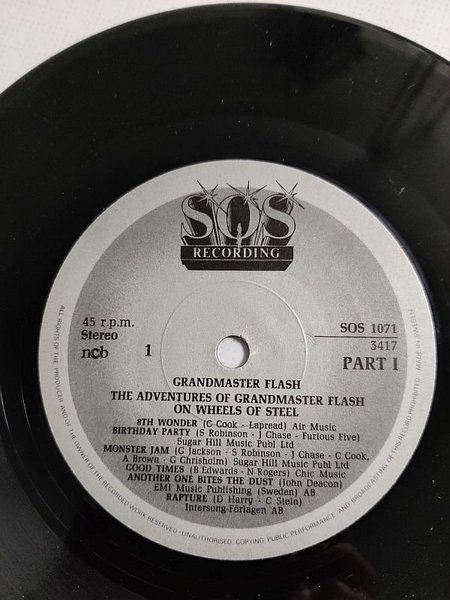 SOS
RECORDING
45 r.p.m.
Stereo
ncb
1
SOS 1071
3417
PART I
GRANDMASTER FLASH
THE ADVENTURES OF GRANDMASTER FLASH
ON WHEELS OF STEEL
8TH WONDER (G Cook - Lapread) Air Music
BIRTHDAY PARTY (S Robinson - J Chase - Furious Five)
Sugar Hill Music Publ Ltd
MONSTER JAM (G Jackson - S Robinson - J Chase - C Cook,
A Brown - G Chrisholm) Sugar Hill Music Publ Ltd
GOOD TIMES (B Edwards - N Rogers) Chic Music
ANOTHER ONE BITES THE DUST (John Deacon)
EMI Music Publishing (Sweden) AB
RAPTURE (D Harry - C Stein)
Intersong-Förlagen AB
ALL RIGHTS OF THE PRODUCER AND OF THE OWNER OF THE RECORDED WORK RESERVED - UNAUTHORISED COPYING PUBLIC PERFORMANCE AND BROADCASTING OF THIS RECORD PROHIBITED MADE IN SWEDEN